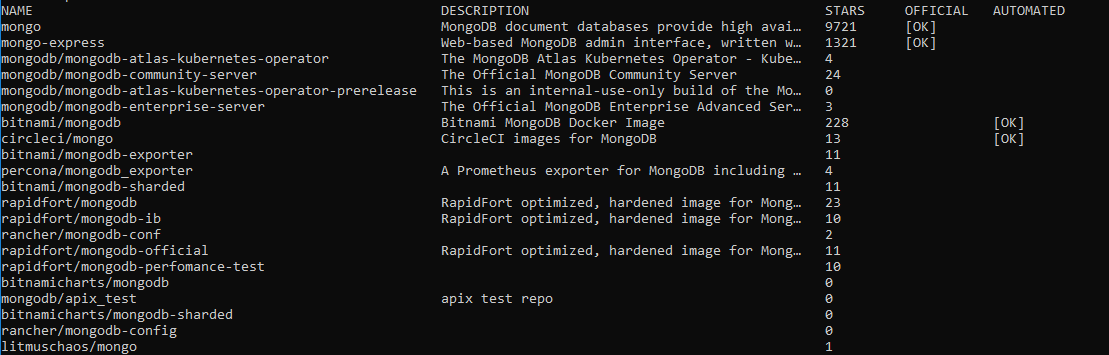 NAME DESCRIPTION STARS OFFICIAL AUTOMATED
mongo MongoDB document databases provide high avai… 9721 [OK]
mongo-express Web-based MongoDB admin interface, written w… 1321 [OK]
mongodb/mongodb-atlas-kubernetes-operator The MongoDB Atlas Kubernetes Operator - Kube… 4
mongodb/mongodb-community-server The Official MongoDB Community Server 24
mongodb/mongodb-atlas-kubernetes-operator-prerelease This is an internal-use-only build of the Mo… 0
mongodb/mongodb-enterprise-server The Official MongoDB Enterprise Advanced Ser… 3
bitnami/mongodb Bitnami MongoDB Docker Image 228 [OK]
circleci/mongo CircleCI images for MongoDB 13 [OK]
bitnami/mongodb-exporter 11
percona/mongodb_exporter A Prometheus exporter for MongoDB including … 4
bitnami/mongodb-sharded 11
rapidfort/mongodb RapidFort optimized, hardened image for Mong… 23
rapidfort/mongodb-ib RapidFort optimized, hardened image for Mong… 10
rancher/mongodb-conf 2
rapidfort/mongodb-official RapidFort optimized, hardened image for Mong… 11
rapidfort/mongodb-perfomance-test 10
bitnamicharts/mongodb 0
mongodb/apix_test apix test repo 0
bitnamicharts/mongodb-sharded 0
rancher/mongodb-config 0
litmuschaos/mongo 1